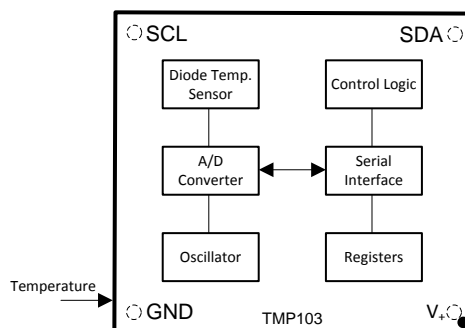 SCL
SDA
Diode Temp.
Sensor
Control Logic
A/D
Converter
Serial
Interface
Oscillator
Registers
Temperature
GND
TMP103
V+